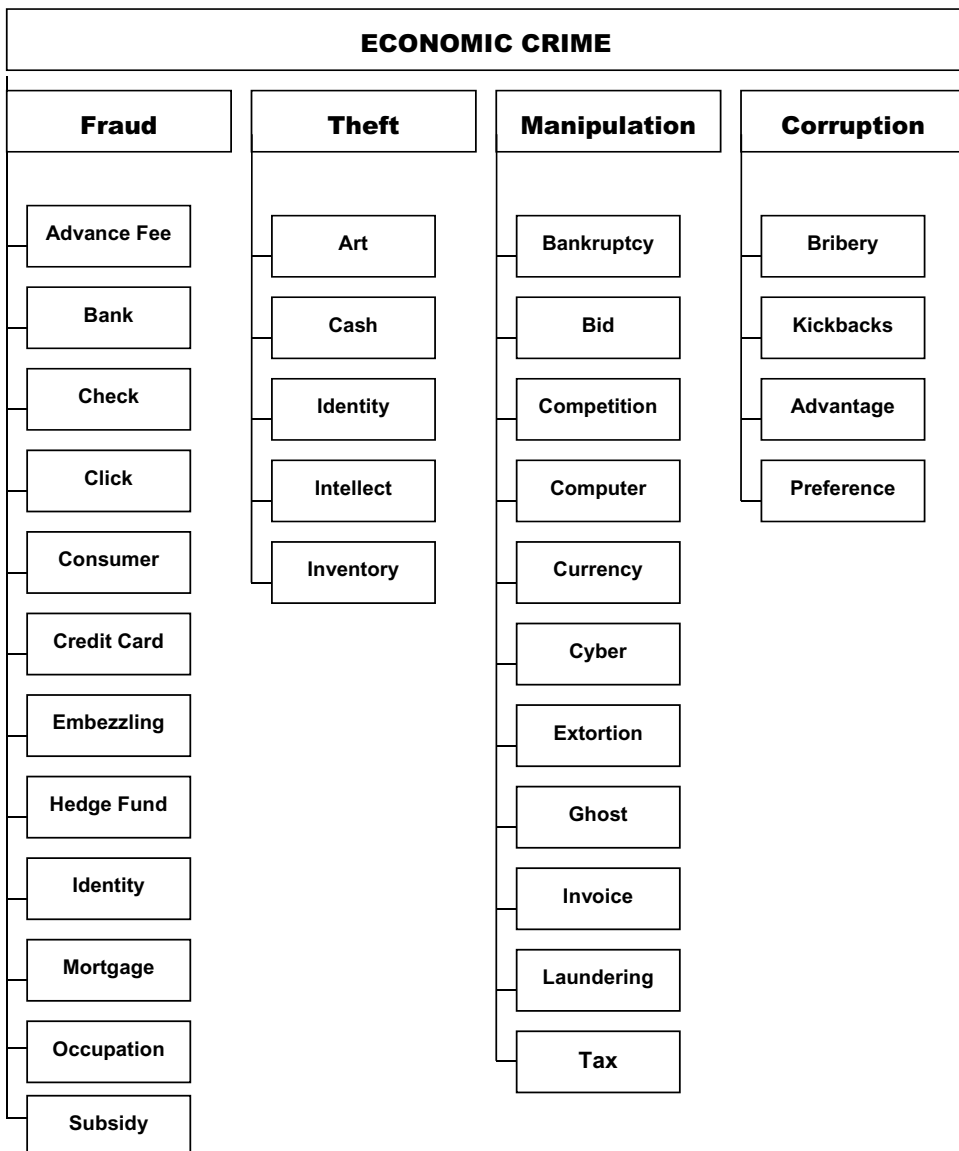 ECONOMIC CRIME
Fraud
Advance Fee
Bank
Check
Click
Consumer
Credit Card
Embezzling
Hedge Fund
Identity
Mortgage
Occupation
Subsidy
Theft
Art
Cash
Identity
Intellect
Inventory
Manipulation
Bankruptcy
Bid
Competition
Computer
Currency
Cyber
Extortion
Ghost
Invoice
Laundering
Tax
Corruption
Bribery
Kickbacks
Advantage
Preference